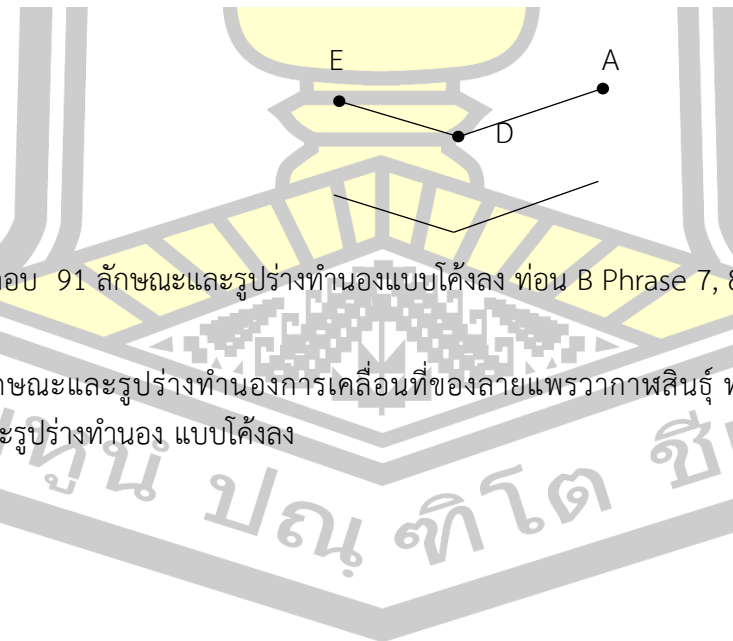 E A
D
อบ 91 ลักษณะและรูปร่างทำนองแบบโค้งลง ท่อน B Phrase 7, 8
ษณะและรูปร่างทำนองการเคลื่อนที่ของลายแพรวากาฬสินธุ์
ะรูปร่างทำนอง แบบโค้งลง
ปณฺฑิโต